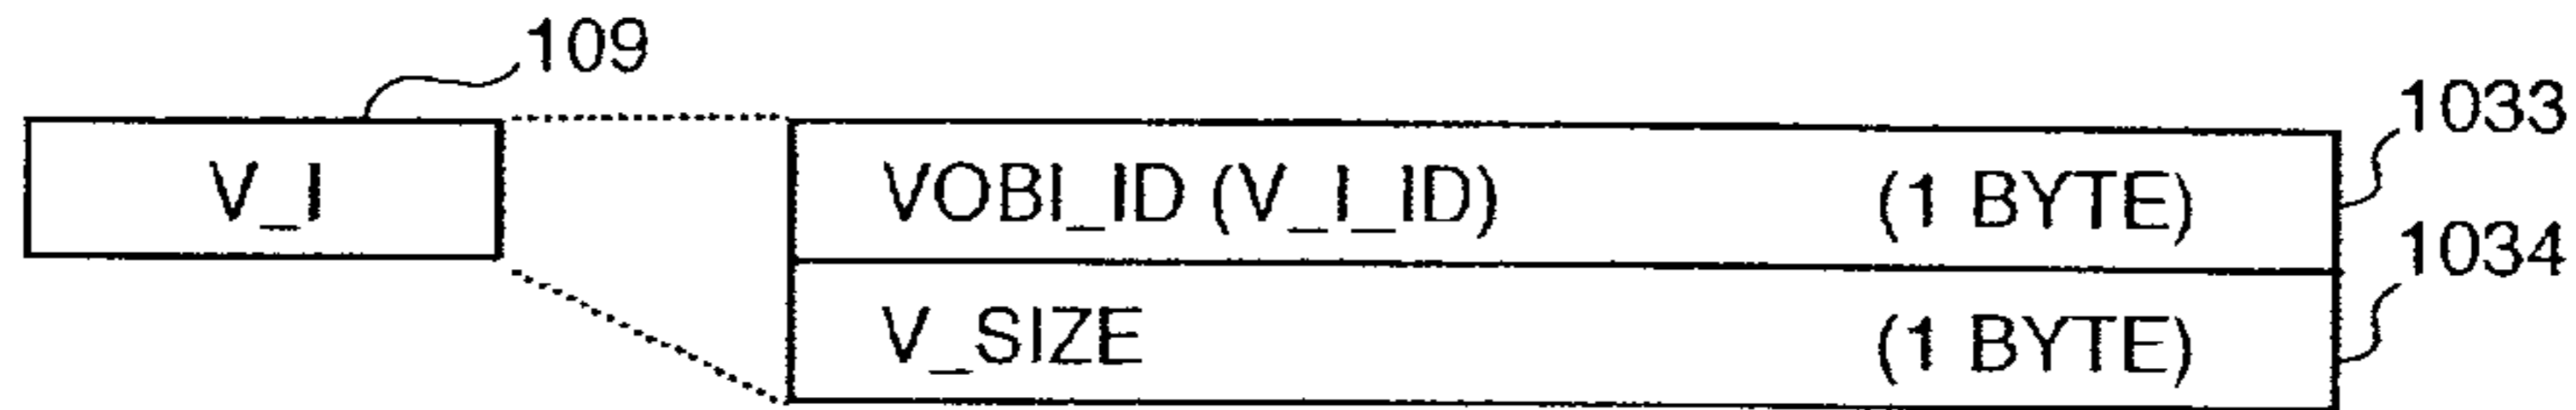 109
V_I
VOBI_ID (V_I_ID) (1 BYTE)
1033
V_SIZE (1 BYTE)
1034